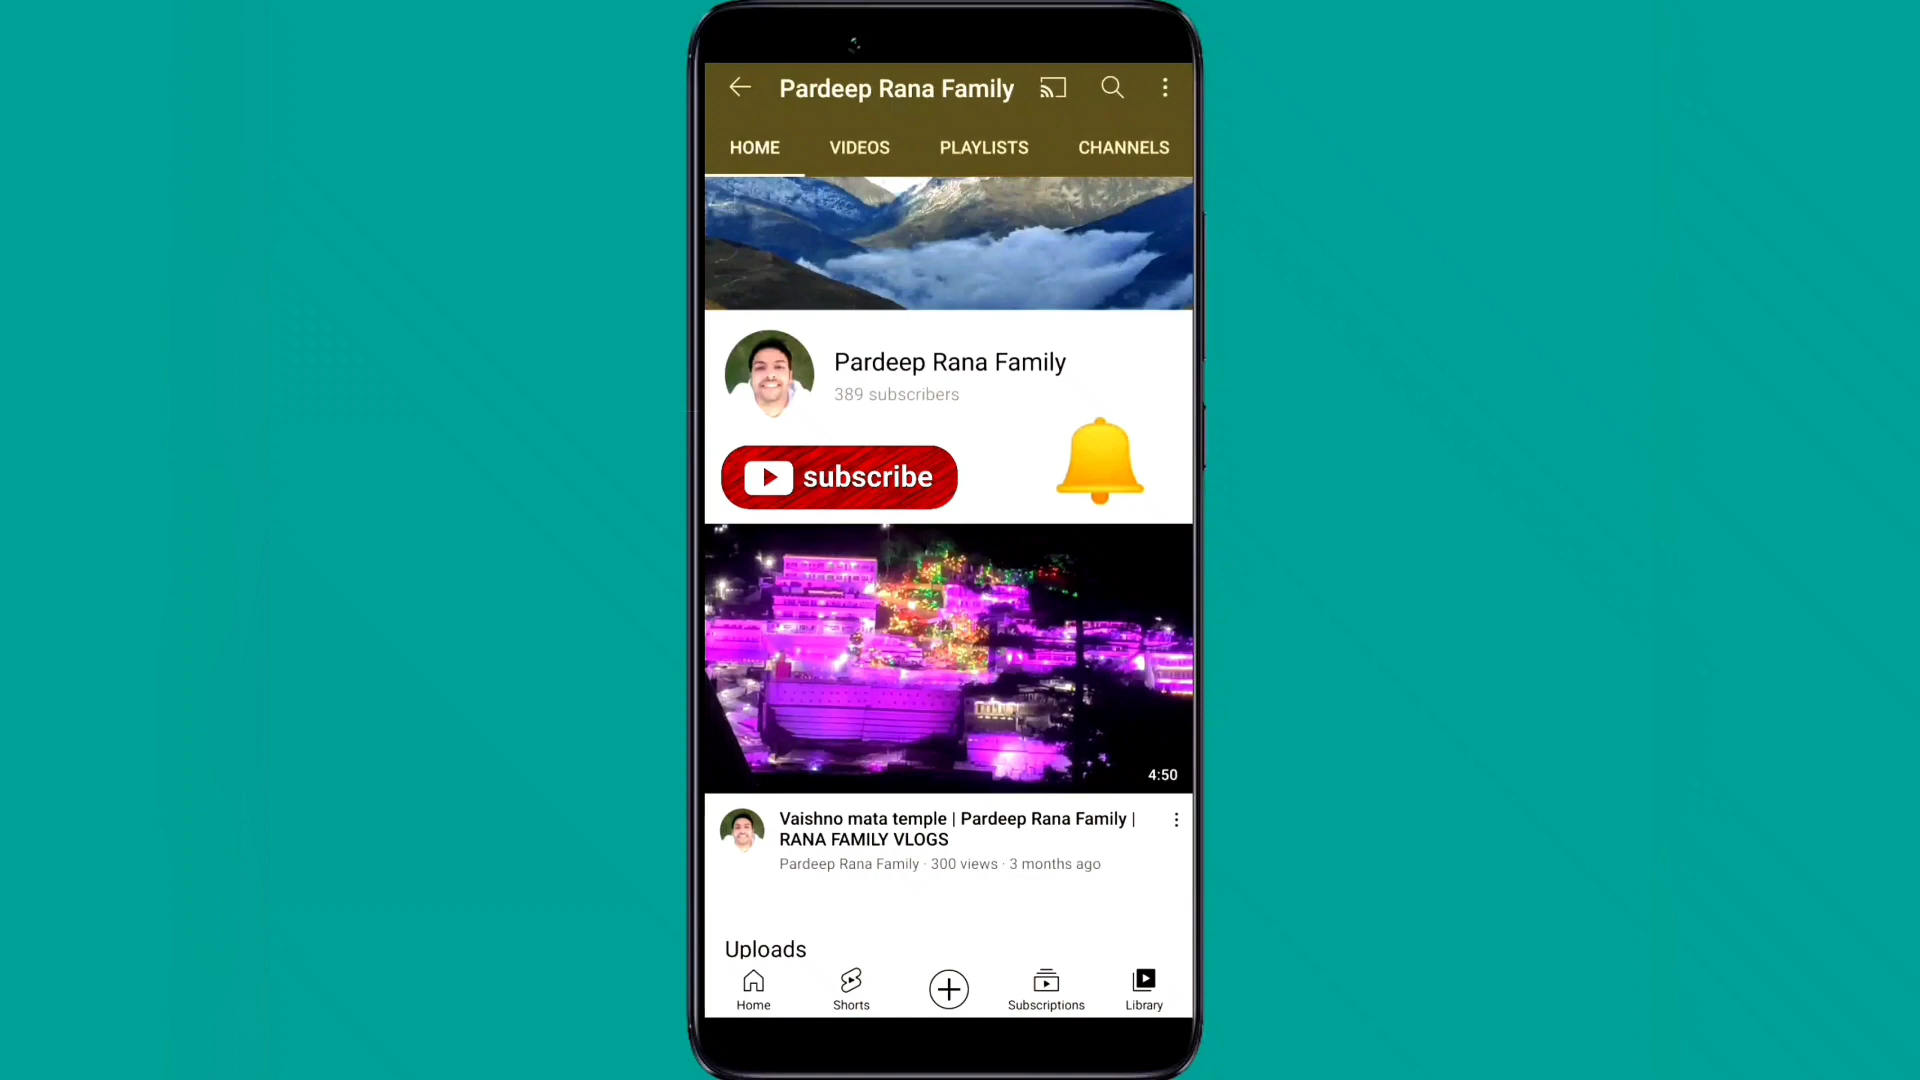 Pardeep Rana Family
HOME VIDEOS PLAYLISTS CHANNELS
Pardeep Rana Family
389 subscribers
subscribe
4:50
Vaishno mata temple | Pardeep Rana Family |
RANA FAMILY VLOGS
Pardeep Rana Family · 300 views · 3 months ago
Uploads
Home Shorts Subscriptions Library